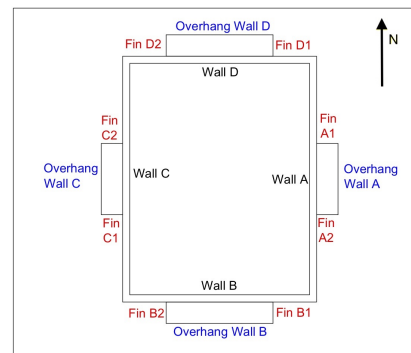 Overhang Wall D
Fin D2
Fin D1
N
Wall D
Fin
C2
Fin
A1
Overhang
Wall C
Wall C
Wall A
Overhang
Wall A
Fin
C1
Fin
A2
Wall B
Fin B2
Fin B1
Overhang Wall B